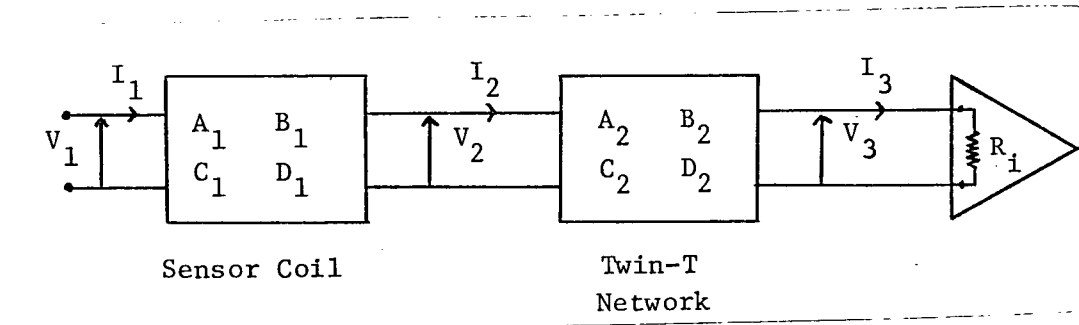 I1 I2 I3
V1 A1 B1 V2 A2 B2 V3 Ri
C1 D1 C2 D2
Sensor Coil Twin-T
Network